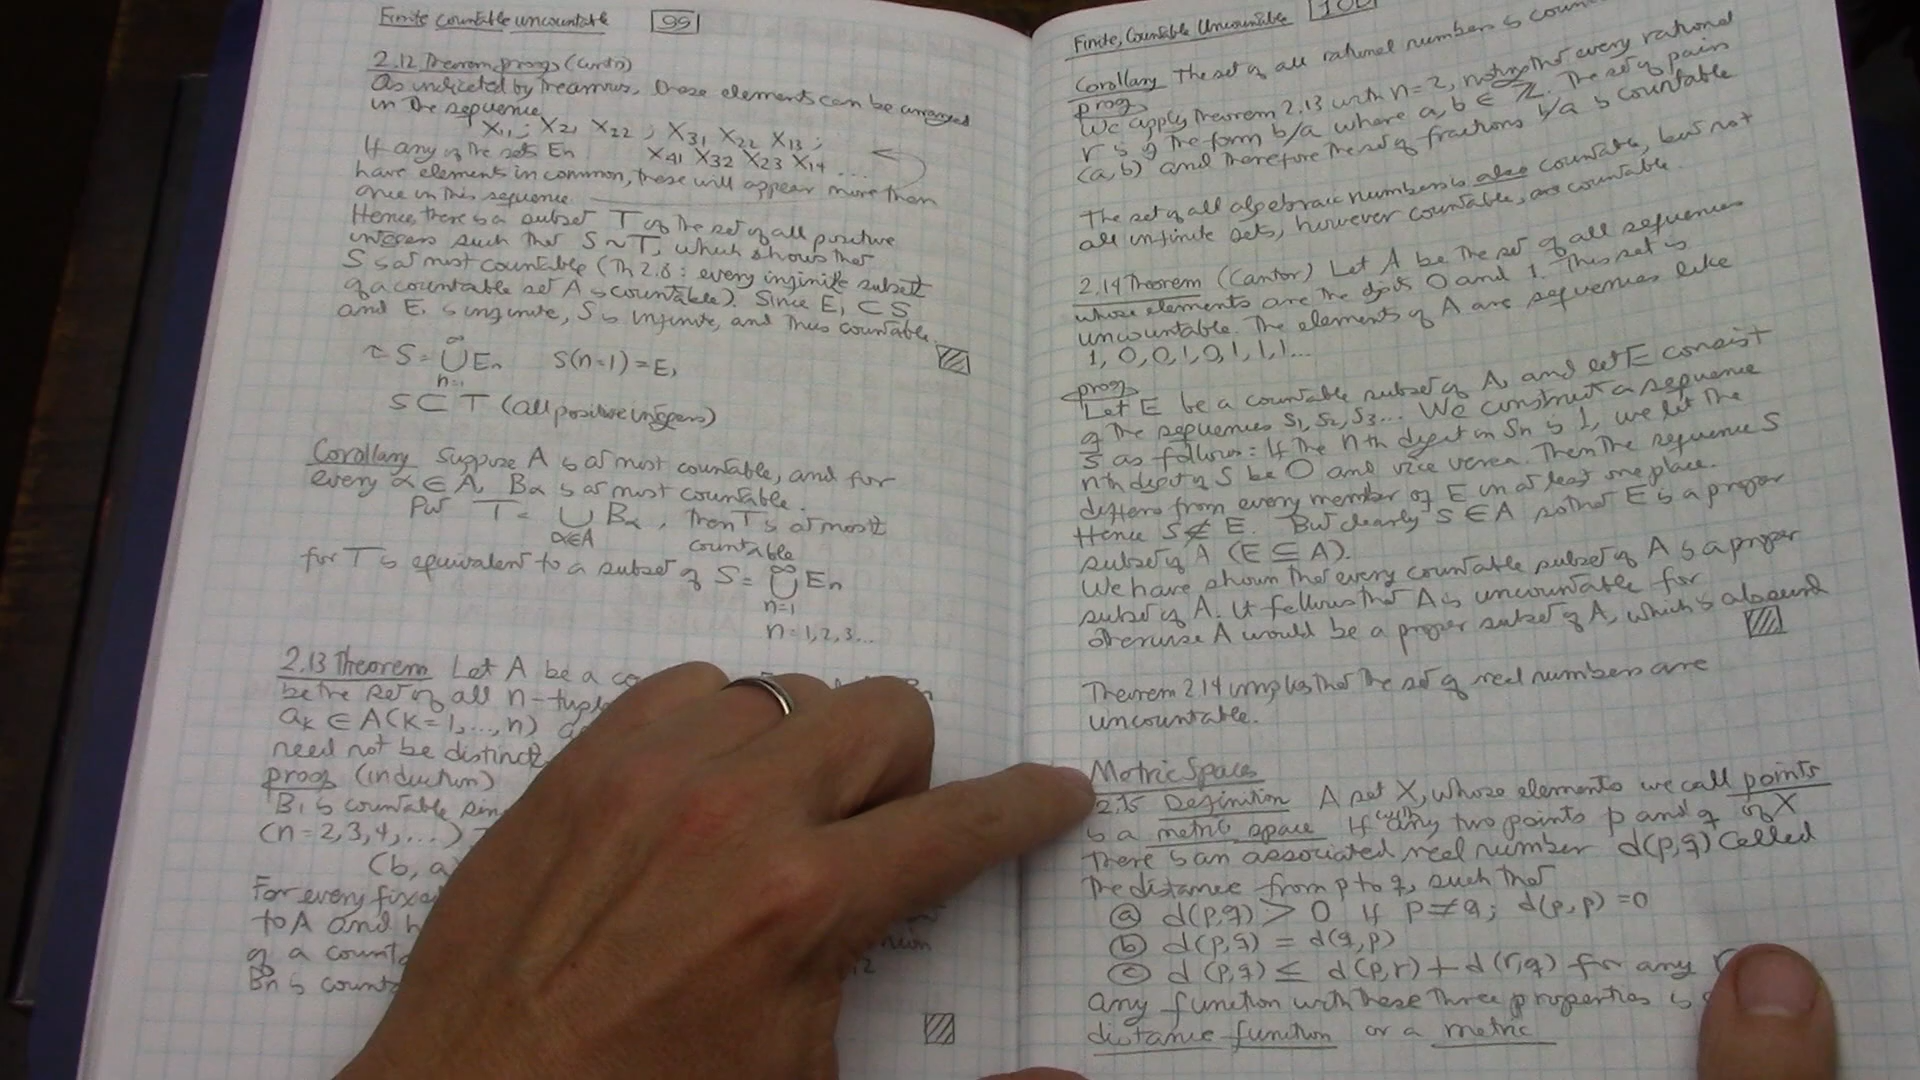 Finite countable uncountable 99
2.12 Theorem proof (contn)
As indicated by the arrows, these elements can be arranged
in the sequence
X11; X21 X22; X31 X22 X13;
If any of the sets En X41 X32 X23 X14 ...
have elements in common, these will appear more than
once in this sequence.
Hence, there is a subset T of the set of all positive
integers such that S ~ T, which shows that
S is at most countable (Th 2.8: every infinite subset
of a countable set A is countable). Since E1 ⊂ S
and E1 is infinite, S is infinite, and thus countable.
S = ∪ En S(n=1) = E1
n=1
∞
S ⊂ T (all positive integers)
Corollary Suppose A is at most countable, and for
every α ∈ A, Bα is at most countable.
Put T = ∪ Bα, then T is at most
α∈A countable
for T is equivalent to a subset of S = ∪ En
∞
n=1
n=1,2,3...
2.13 Theorem Let A be a
be the set of all n-tuple
ak ∈ A (K=1,...,n)
need not be distinct
proof (induction)
B1 is countable
(n=2,3,4,...)
(b, a
For every fixe
to A and
of a count
Bn is count
Finite, Countable Uncountable 100
Corollary The set of all rational numbers is coun
proof
We apply Theorem 2.13 with n=2, noting that every rational
r is of the form b/a where a, b ∈ Z. The set of pairs
(a,b) and therefore the set of fractions b/a is countable
The set of all algebraic numbers is also countable, but not
all infinite sets, however countable, are countable.
2.14 Theorem (Cantor) Let A be the set of all sequences
whose elements are the digits 0 and 1. This set is
uncountable. The elements of A are sequences like
1, 0, 0, 1, 0, 1, 1, 1...
proof
Let E be a countable subset of A, and let E consist
of the sequences S1, S2, S3... We construct a sequence
S as follows: If the nth digit in Sn is 1, we let the
nth digit of S be 0 and vice versa. Then the sequence S
differs from every member of E in at least one place.
Hence S ∉ E. But clearly S ∈ A so that E is a proper
subset of A (E ⊆ A).
We have shown that every countable subset of A is a proper
subset of A. It follows that A is uncountable for
otherwise A would be a proper subset of A, which is absurd
Theorem 2.14 implies that the set of real numbers are
uncountable.
Metric Spaces
2.15 Definition A set X, whose elements we call points
is a metric space if with any two points p and q of X
there is an associated real number d(p,q) called
the distance from p to q, such that
(a) d(p,q) > 0 if p ≠ q; d(p,p) = 0
(b) d(p,q) = d(q,p)
(c) d(p,q) ≤ d(p,r) + d(r,q) for any r
any function with these three properties is
distance function or a metric